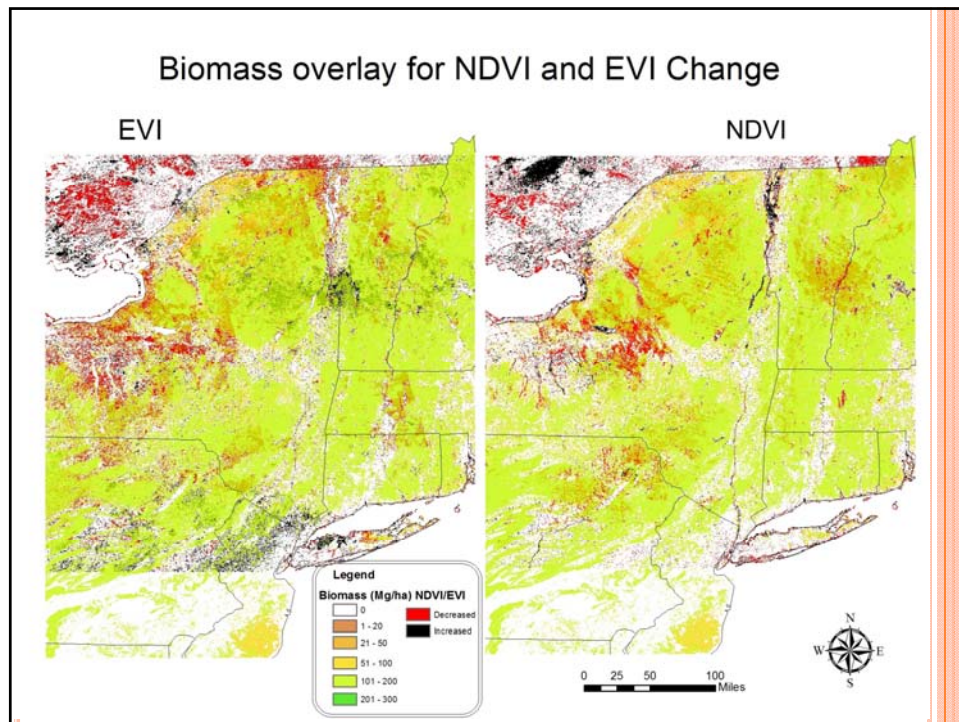 Biomass overlay for NDVI and EVI Change
EVI
NDVI
Legend
Biomass (Mg/ha) NDVI/EVI
0
1 - 20
21 - 50
51 - 100
101 - 200
201 - 300
Decreased
Increased
N
W E
S
0 25 50 100
Miles